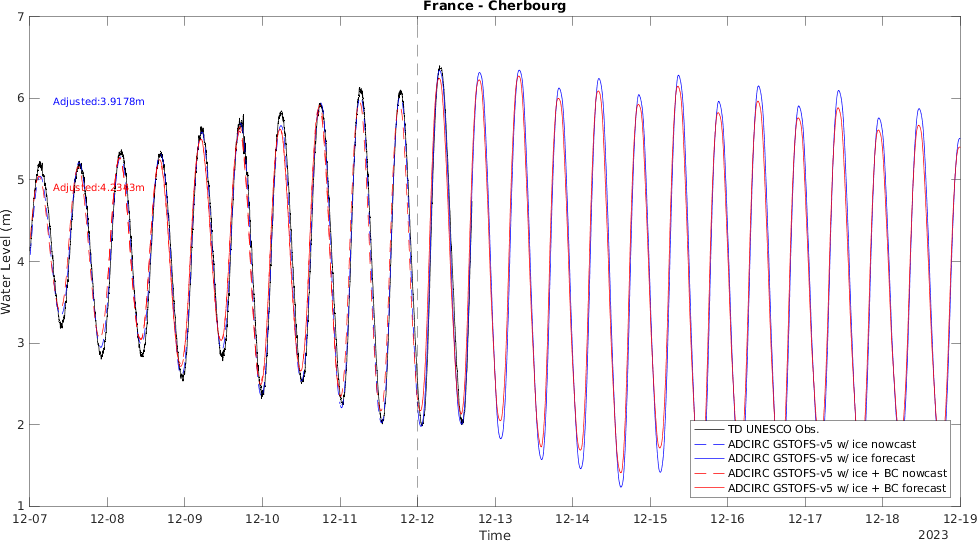 France - Cherbourg
7
6
5
4
3
2
1
Water Level (m)
Adjusted:3.9178m
Adjusted:4.2303m
TD UNESCO Obs.
ADCIRC GSTOFS-v5 w/ ice nowcast
ADCIRC GSTOFS-v5 w/ ice forecast
ADCIRC GSTOFS-v5 w/ ice + BC nowcast
ADCIRC GSTOFS-v5 w/ ice + BC forecast
12-07 12-08 12-09 12-10 12-11 12-12 12-13 12-14 12-15 12-16 12-17 12-18 12-19
Time
2023